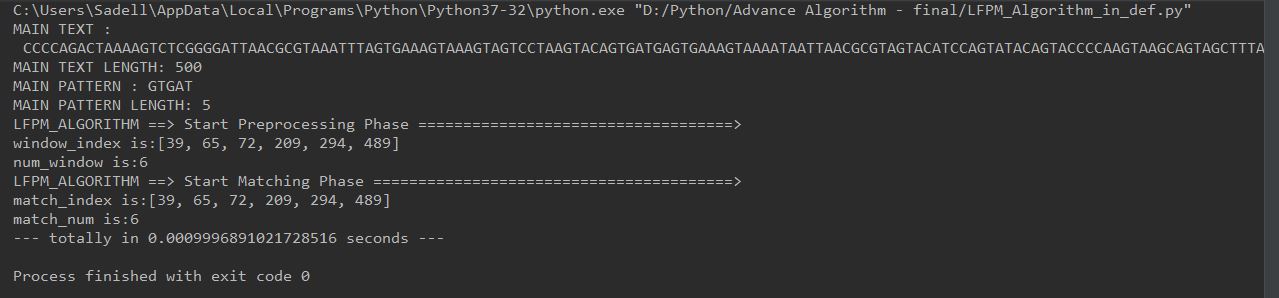 C:\Users\Sadell\AppData\Local\Programs\Python\Python37-32\python.exe "D:/Python/Advance Algorithm - final/LFPM_Algorithm_in_def.py"
MAIN TEXT :
CCCCAGACTAAAAGTCTCGGGGATTAACGCGTAAATTTAGTGAAAGTAAAGTAGTCCTAAGTACAGTGATGAGTGAAAGTAAAATAATTAACGCGTAGTACATCCAGTATACAGTACCCCAAGTAAGCAGTAGCTTTA
MAIN TEXT LENGTH: 500
MAIN PATTERN : GTGAT
MAIN PATTERN LENGTH: 5
LFPM_ALGORITHM ==> Start Preprocessing Phase ===================================>
window_index is:[39, 65, 72, 209, 294, 489]
num_window is:6
LFPM_ALGORITHM ==> Start Matching Phase ========================================>
match_index is:[39, 65, 72, 209, 294, 489]
match_num is:6
--- totally in 0.0009996891021728516 seconds ---
Process finished with exit code 0